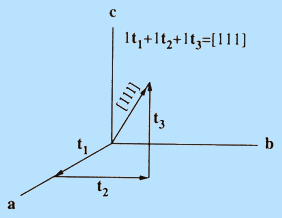 c
1t₁+1t₂+1t₃=[111]
[111]
t₃
b
t₁
t₂
a